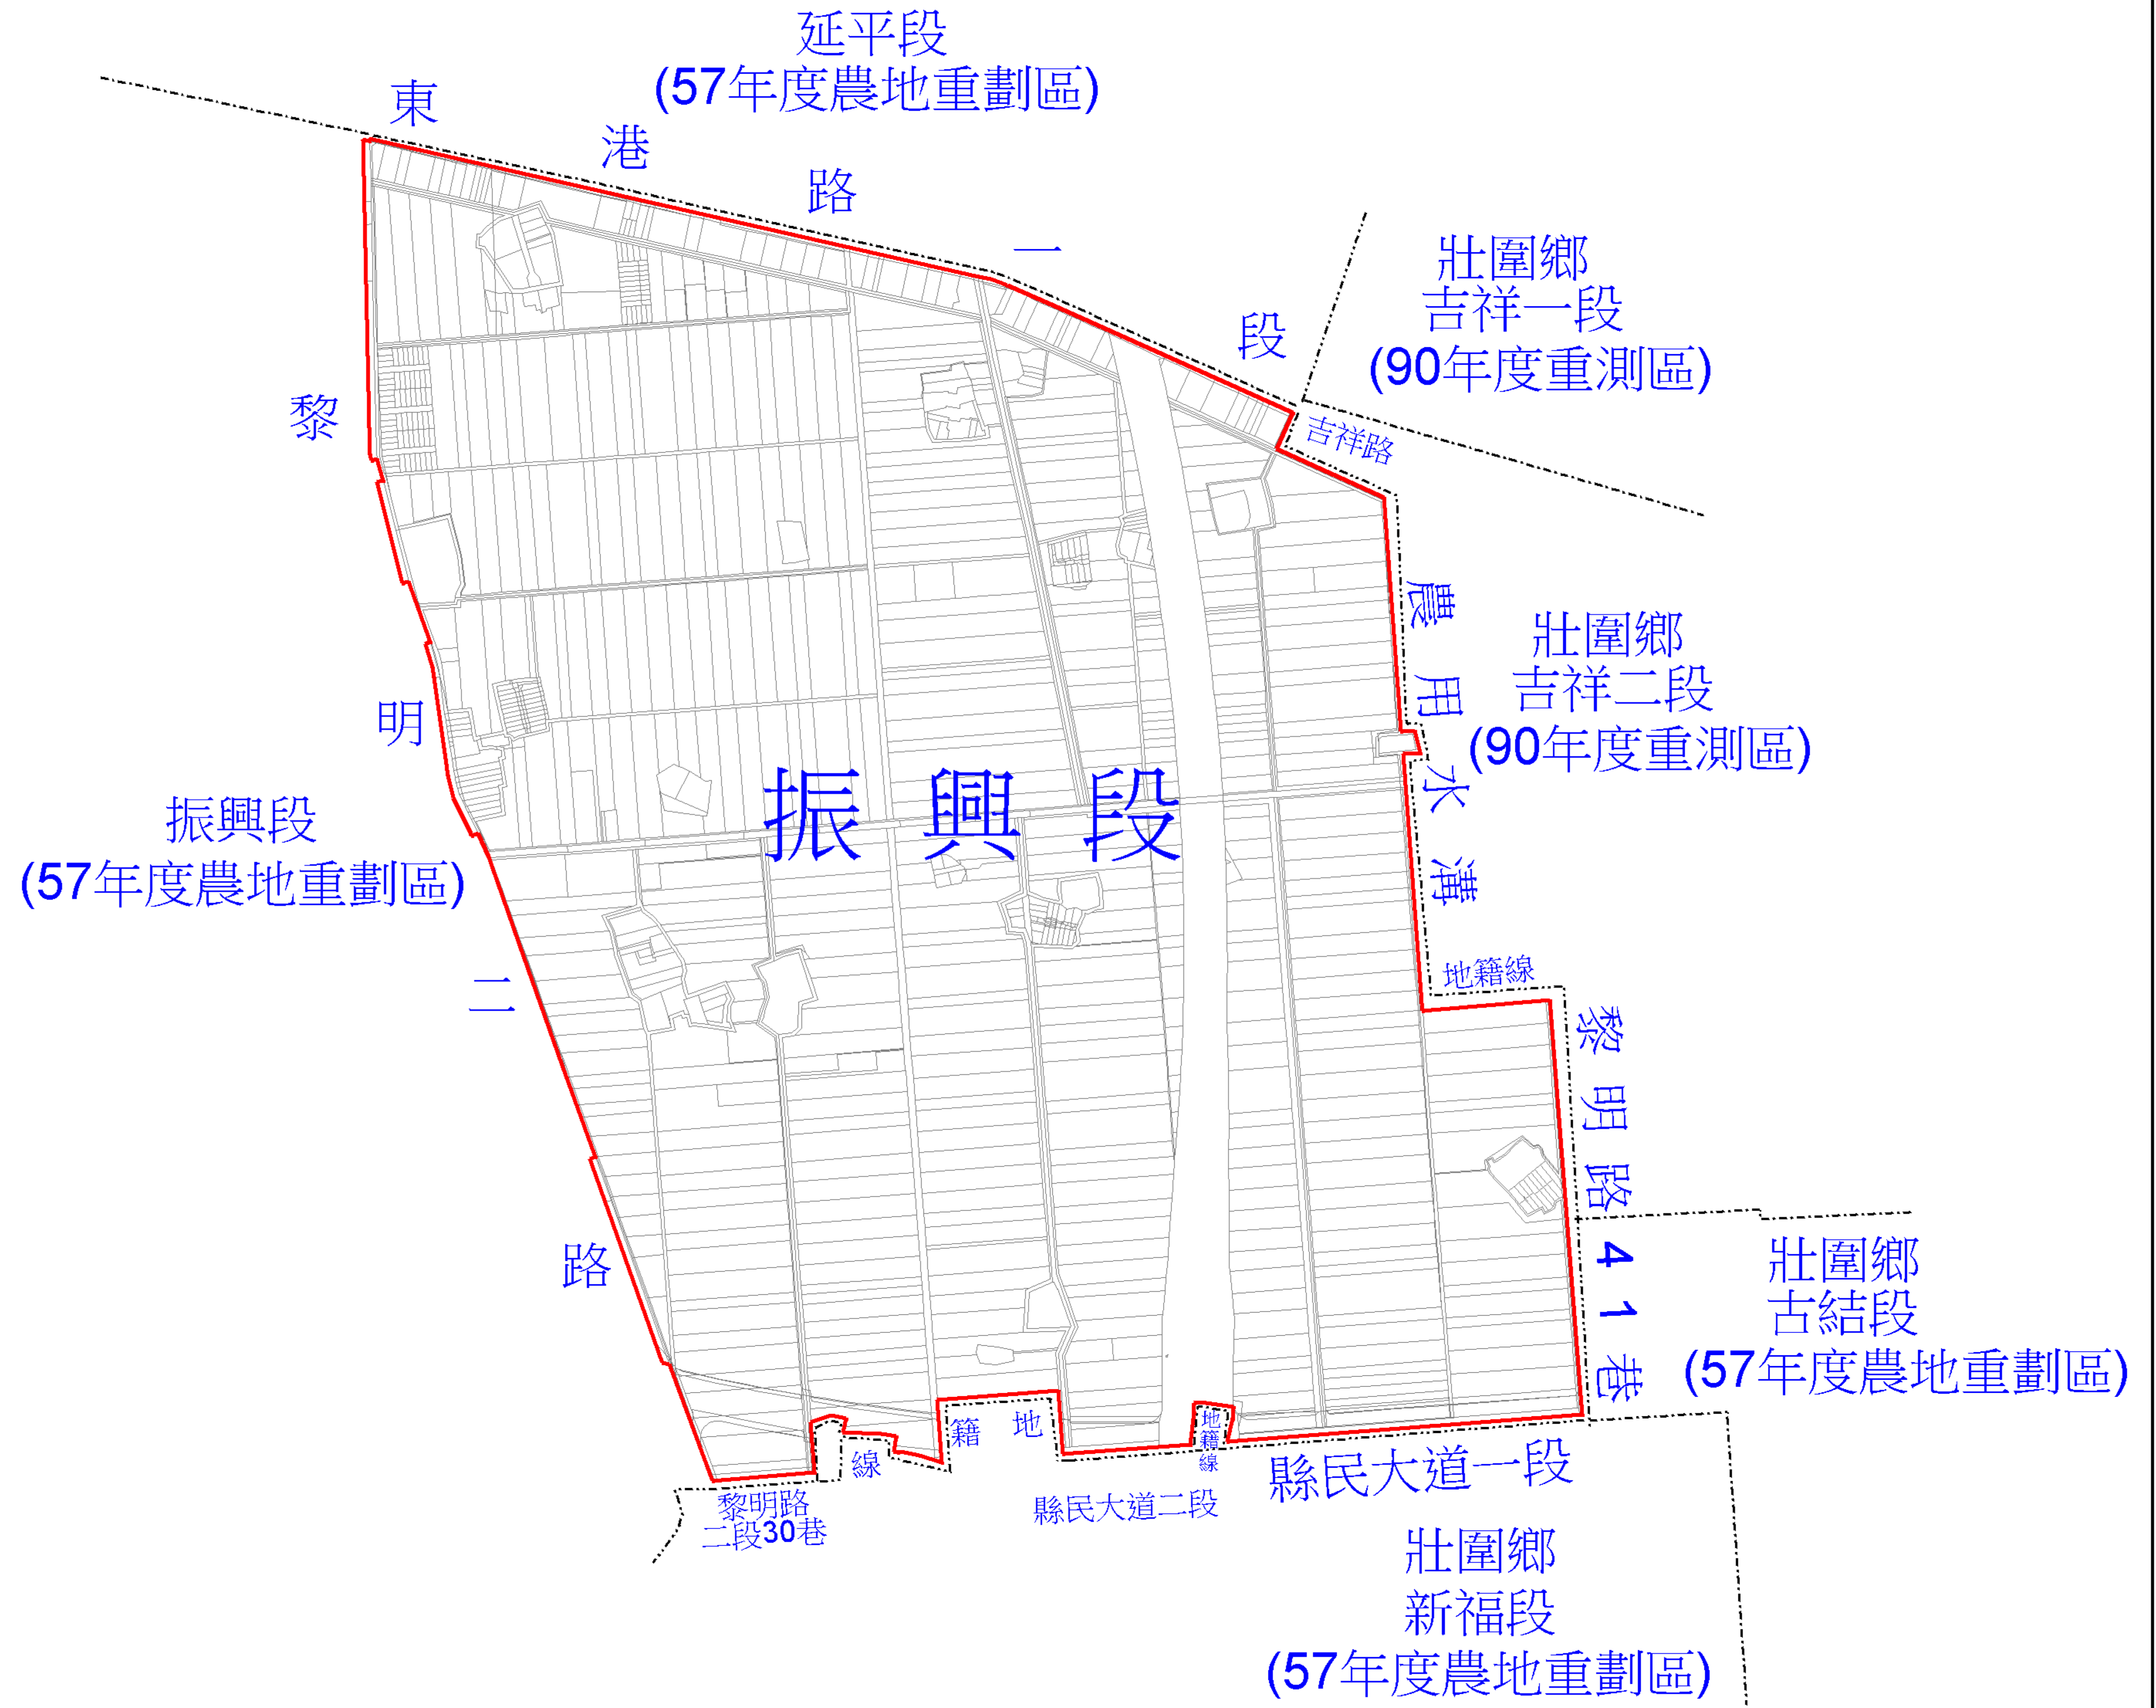 延平段
(57年度農地重劃區)
東港路一段
壯圍鄉
吉祥一段
(90年度重測區)
吉祥路
黎明二路
農用水溝
壯圍鄉
吉祥二段
(90年度重測區)
振興段
振興段
(57年度農地重劃區)
地籍線
黎明路41巷
壯圍鄉
古結段
(57年度農地重劃區)
地籍線
地籍線
縣民大道一段
縣民大道二段
黎明路
二段30巷
壯圍鄉
新福段
(57年度農地重劃區)